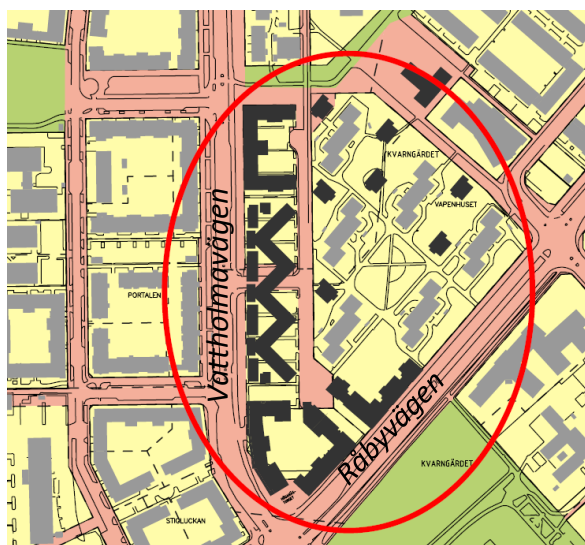 KVARNGÄRDET
VAPENHUSET
Vattholmavägen
PORTALEN
Råbyvägen
KVARNGÄRDET
STIGLUCKAN